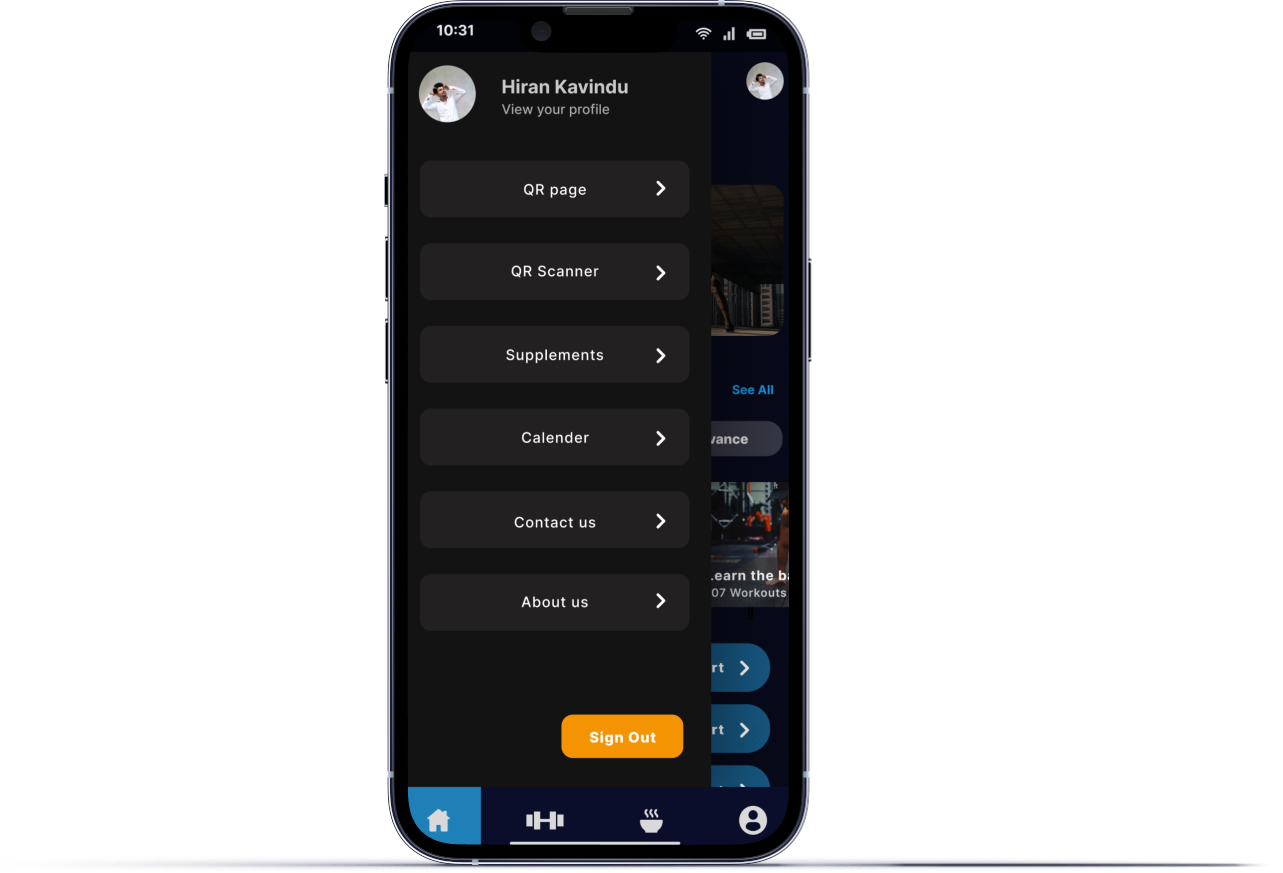 10:31
Hiran Kavindu
View your profile
QR page
QR Scanner
Supplements
Calender
Contact us
About us
Sign Out
See All
vance
Learn the ba
07 Workouts
rt
rt